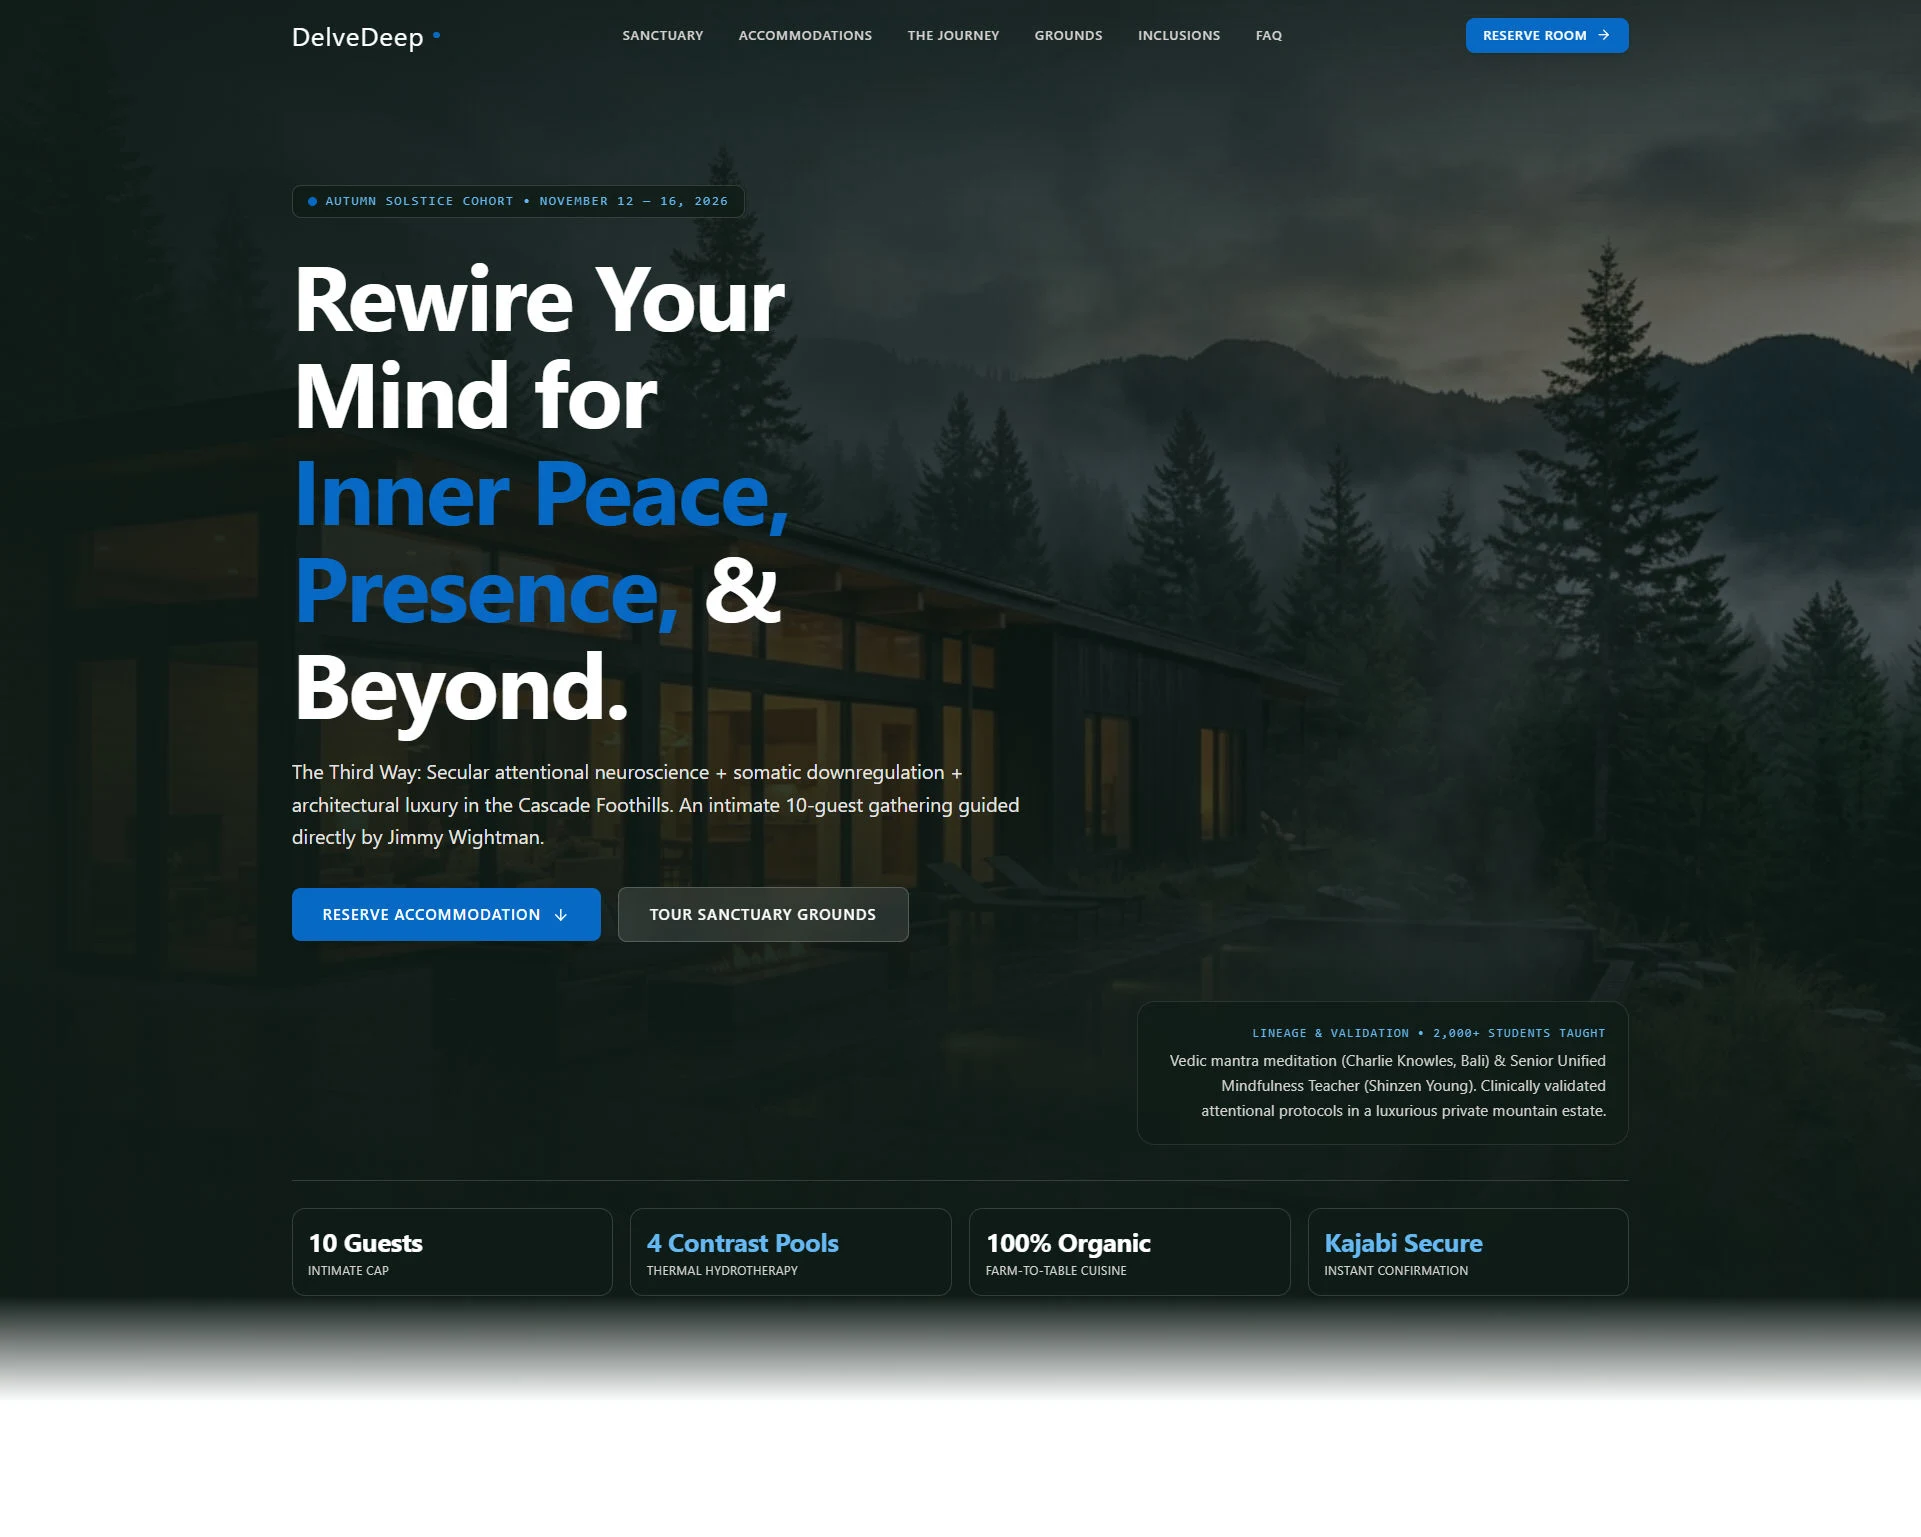 DelveDeep
SANCTUARY
ACCOMMODATIONS
THE JOURNEY
GROUNDS
INCLUSIONS
FAQ
RESERVE ROOM →
AUTUMN SOLSTICE COHORT • NOVEMBER 12 — 16, 2026
Rewire Your
Mind for
Inner Peace,
Presence, &
Beyond.
The Third Way: Secular attentional neuroscience + somatic downregulation +
architectural luxury in the Cascade Foothills. An intimate 10-guest gathering guided
directly by Jimmy Wightman.
RESERVE ACCOMMODATION ↓
TOUR SANCTUARY GROUNDS
LINEAGE & VALIDATION • 2,000+ STUDENTS TAUGHT
Vedic mantra meditation (Charlie Knowles, Bali) & Senior Unified
Mindfulness Teacher (Shinzen Young). Clinically validated
attentional protocols in a luxurious private mountain estate.
10 Guests
INTIMATE CAP
4 Contrast Pools
THERMAL HYDROTHERAPY
100% Organic
FARM-TO-TABLE CUISINE
Kajabi Secure
INSTANT CONFIRMATION